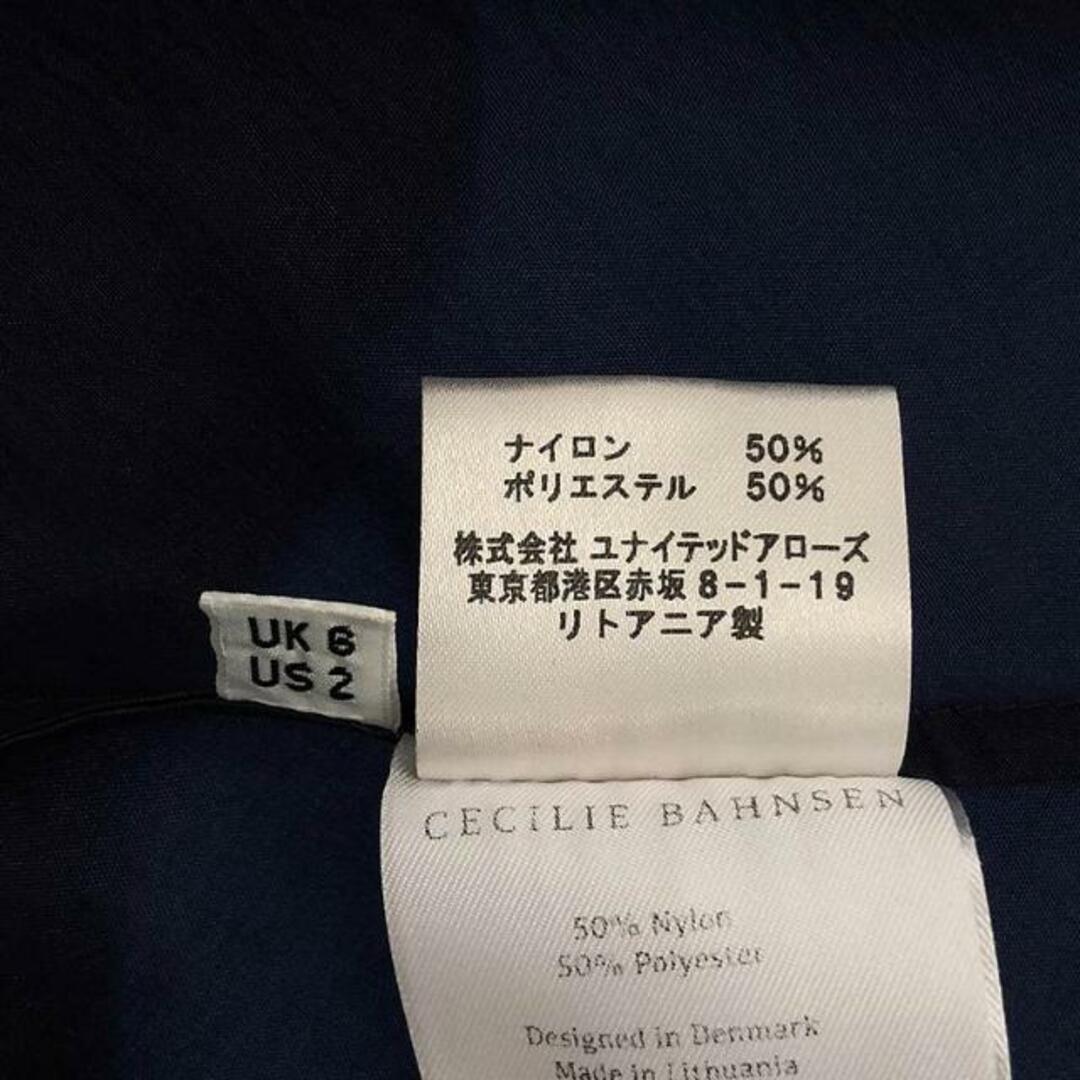 ナイロン 50%
ポリエステル 50%
株式会社 ユナイテッドアローズ
東京都港区赤坂 8-1-19
リトアニア製
UK 6
US 2
CECILIE BAHNSEN
50% Nylon
50% Polyester
Designed in Denmark
Made in Lithuania